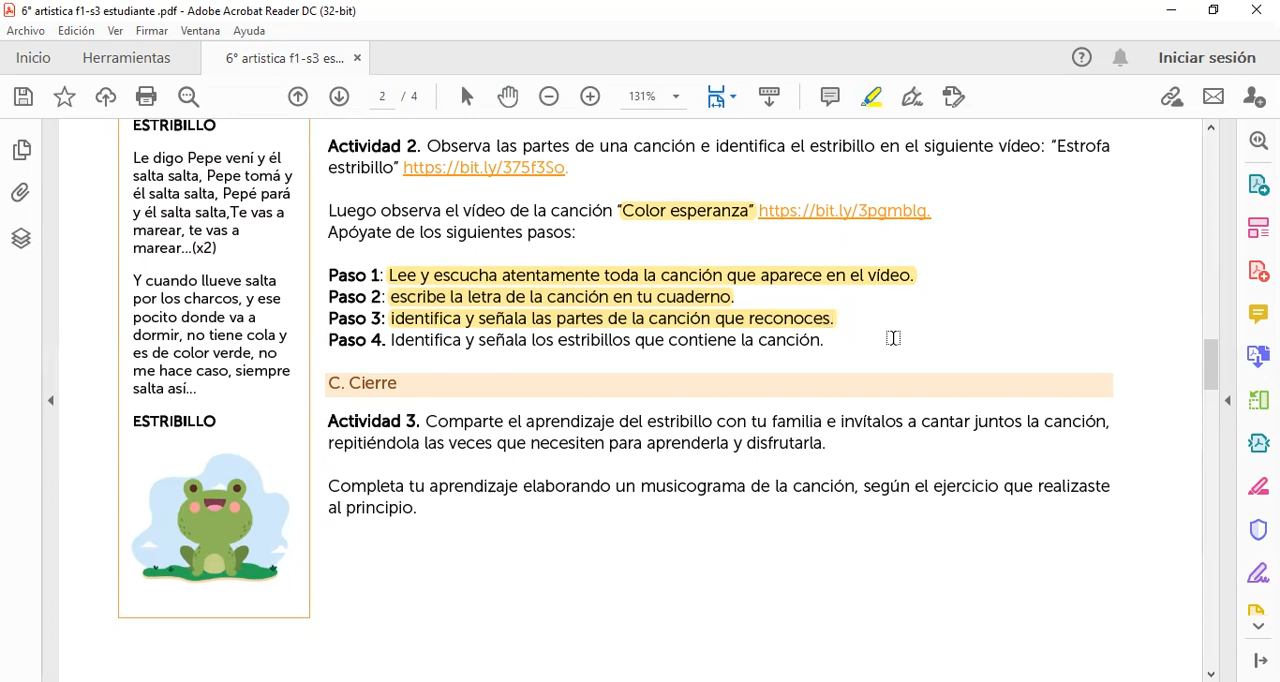 6° artistica f1-s3 estudiante .pdf - Adobe Acrobat Reader DC (32-bit)
Archivo Edición Ver Firmar Ventana Ayuda
Inicio Herramientas 6° artistica f1-s3 es... × Iniciar sesión
2 / 4 131%
ESTRIBILLO
Le digo Pepe vení y él
salta salta, Pepe tomá y
él salta salta, Pepé pará
y él salta salta,Te vas a
marear, te vas a
marear...(x2)
Y cuando llueve salta
por los charcos, y ese
pocito donde va a
dormir, no tiene cola y
es de color verde, no
me hace caso, siempre
salta así...
ESTRIBILLO
Actividad 2. Observa las partes de una canción e identifica el estribillo en el siguiente vídeo: “Estrofa
estribillo” https://bit.ly/375f3So.
Luego observa el vídeo de la canción “Color esperanza” https://bit.ly/3pgmblg.
Apóyate de los siguientes pasos:
Paso 1: Lee y escucha atentamente toda la canción que aparece en el vídeo.
Paso 2: escribe la letra de la canción en tu cuaderno.
Paso 3: identifica y señala las partes de la canción que reconoces.
Paso 4. Identifica y señala los estribillos que contiene la canción.
C. Cierre
Actividad 3. Comparte el aprendizaje del estribillo con tu familia e invítalos a cantar juntos la canción,
repitiéndola las veces que necesiten para aprenderla y disfrutarla.
Completa tu aprendizaje elaborando un musicograma de la canción, según el ejercicio que realizaste
al principio.